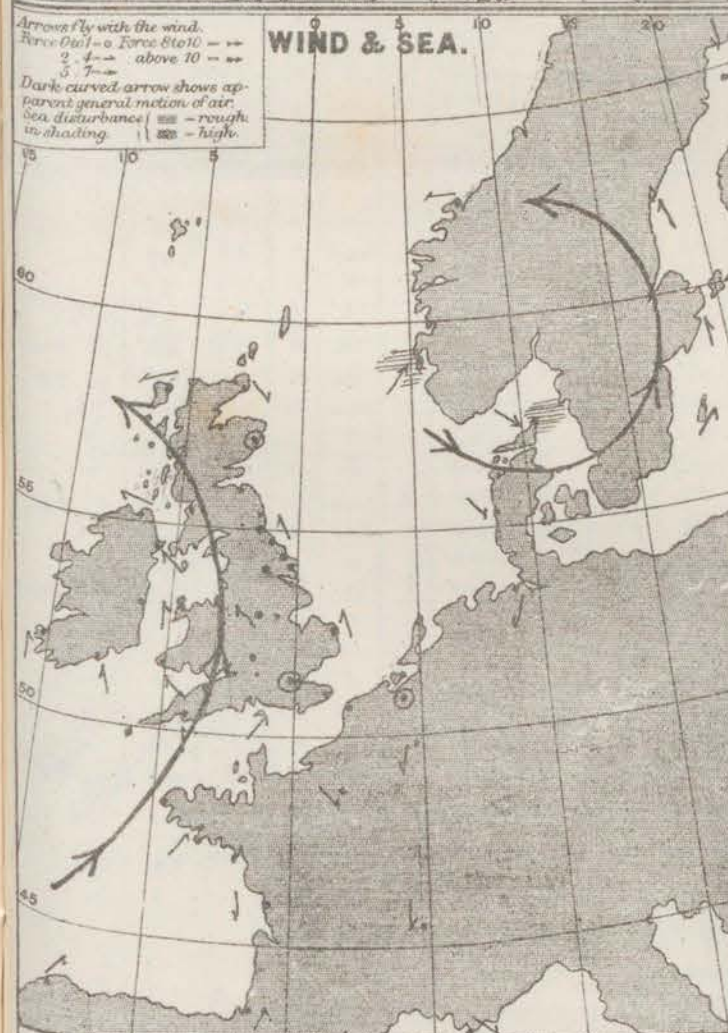 Arrows fly with the wind.
Force 0 to 1 - o Force 8 to 10 -
2 . 4 - above 10 -
5 . 7 -
Dark curved arrow shows ap-
parent general motion of air.
Sea disturbance { - rough.
in shading. { - high.
WIND & SEA.
0 5 10 15 20
15 10 5
60
55
50
45